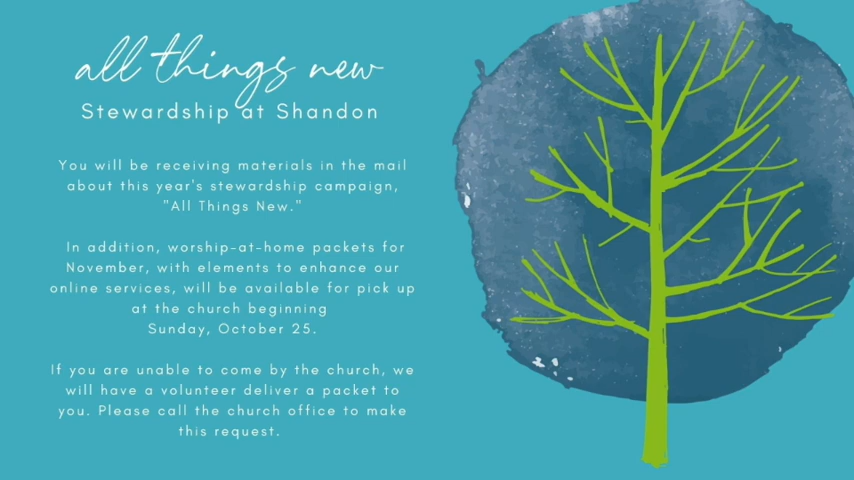 all things new
Stewardship at Shandon
You will be receiving materials in the mail
about this year's stewardship campaign,
"All Things New."
In addition, worship-at-home packets for
November, with elements to enhance our
online services, will be available for pick up
at the church beginning
Sunday, October 25.
If you are unable to come by the church, we
will have a volunteer deliver a packet to
you. Please call the church office to make
this request.